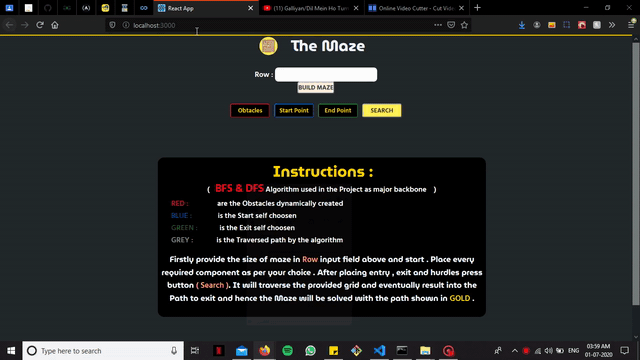 React App
(1) Galliyan/Dil Mein Ho Tum
Online Video Cutter - Cut Vide
localhost:3000
The Maze
Row :
BUILD MAZE
Obstacles
Start Point
End Point
SEARCH
Instructions :
( BFS & DFS Algorithm used in the Project as major backbone )
RED : are the Obstacles dynamically created
BLUE : is the Start self choosen
GREEN : is the Exit self choosen
GREY : is the Traversed path by the algorithm
Firstly provide the size of maze in Row input field above and start . Place every
required component as per your choice . After placing entry , exit and hurdles press
button ( Search ). It will traverse the provided grid and eventually result into the
Path to exit and hence the Maze will be solved with the path shown in GOLD .
Type here to search
ENG
03:59 AM
01-07-2020